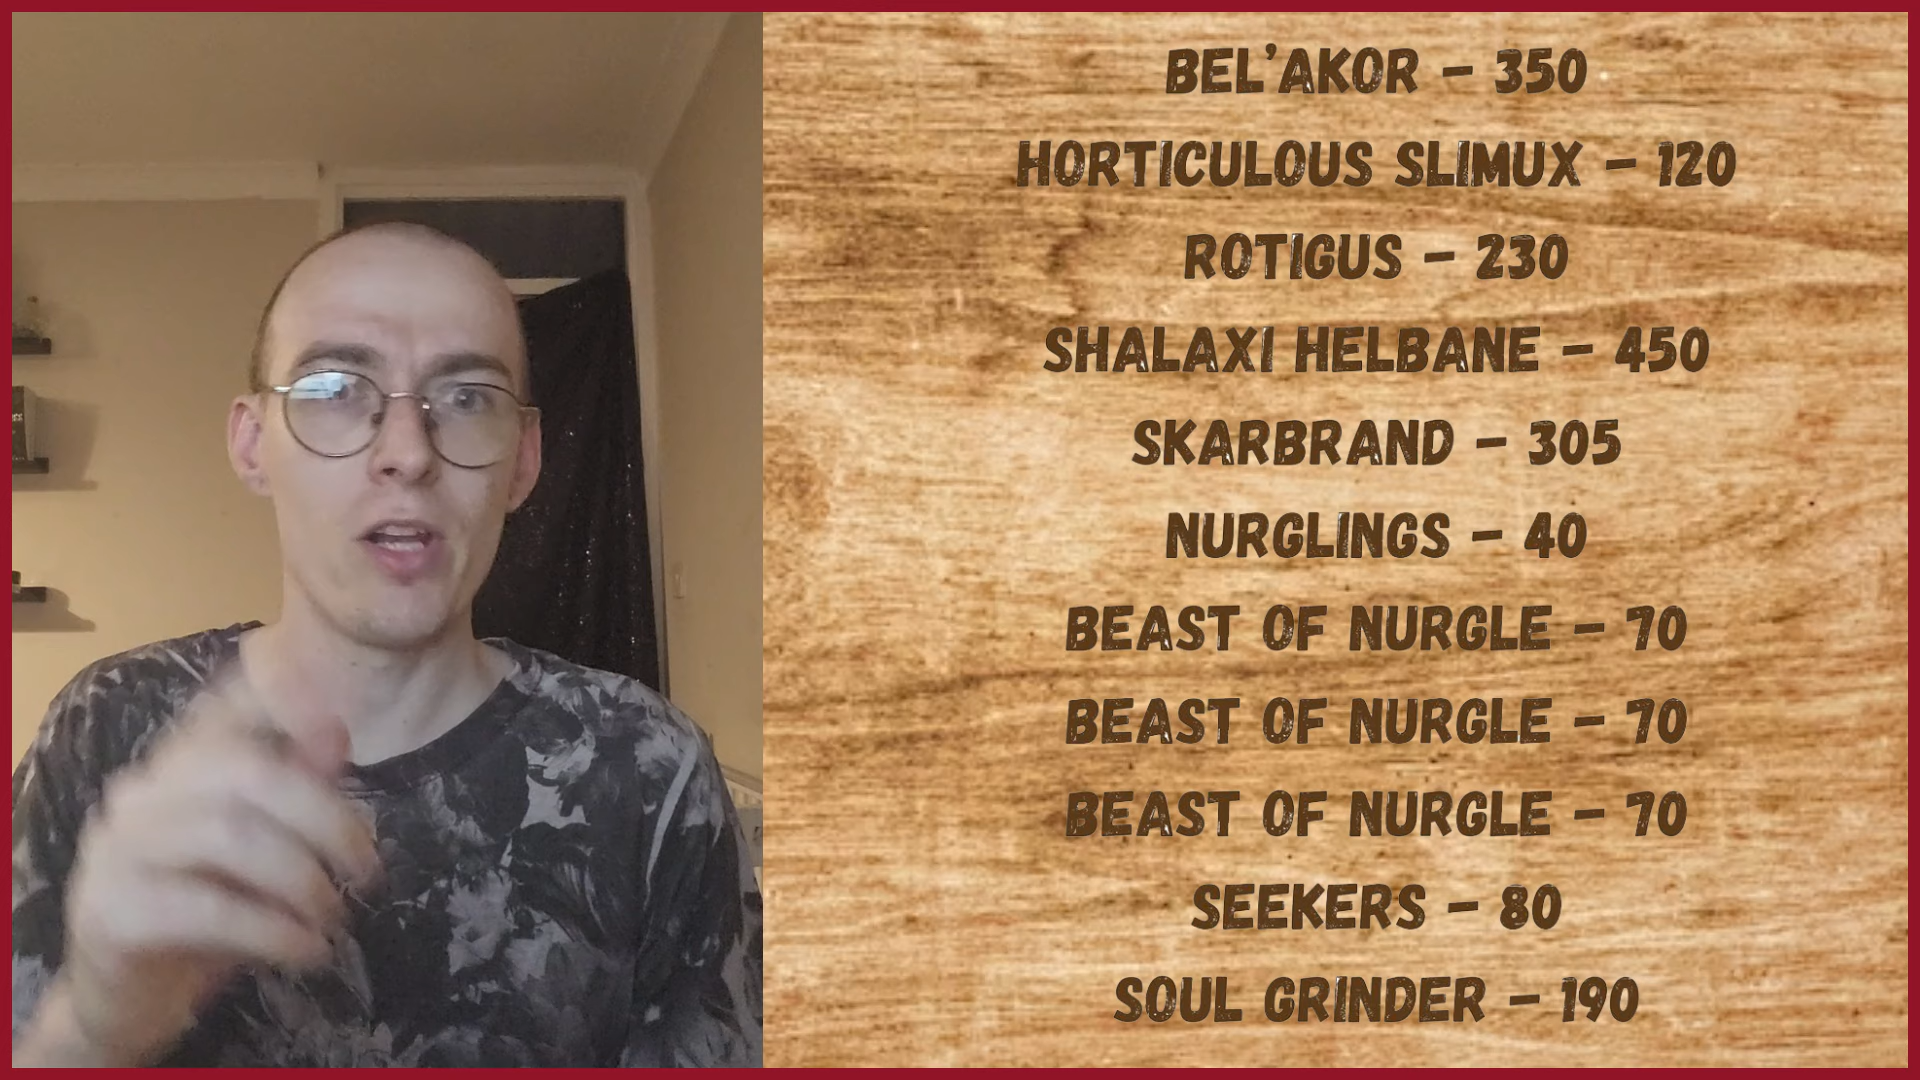 BEL'AKOR – 350
HORTICULOUS SLIMUX – 120
ROTIGUS – 230
SHALAXI HELBANE – 450
SKARBRAND – 305
NURGLINGS – 40
BEAST OF NURGLE – 70
BEAST OF NURGLE – 70
BEAST OF NURGLE – 70
SEEKERS – 80
SOUL GRINDER – 190